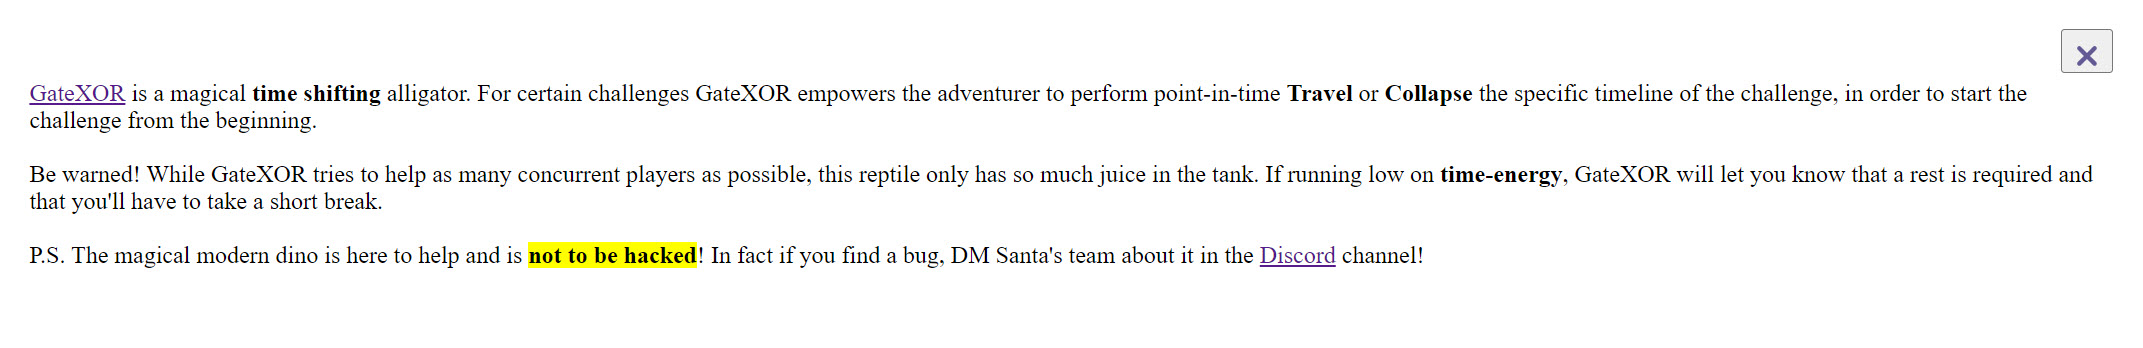 GateXOR is a magical time shifting alligator. For certain challenges GateXOR empowers the adventurer to perform point-in-time Travel or Collapse the specific timeline of the challenge, in order to start the
challenge from the beginning.
Be warned! While GateXOR tries to help as many concurrent players as possible, this reptile only has so much juice in the tank. If running low on time-energy, GateXOR will let you know that a rest is required and
that you'll have to take a short break.
P.S. The magical modern dino is here to help and is not to be hacked! In fact if you find a bug, DM Santa's team about it in the Discord channel!